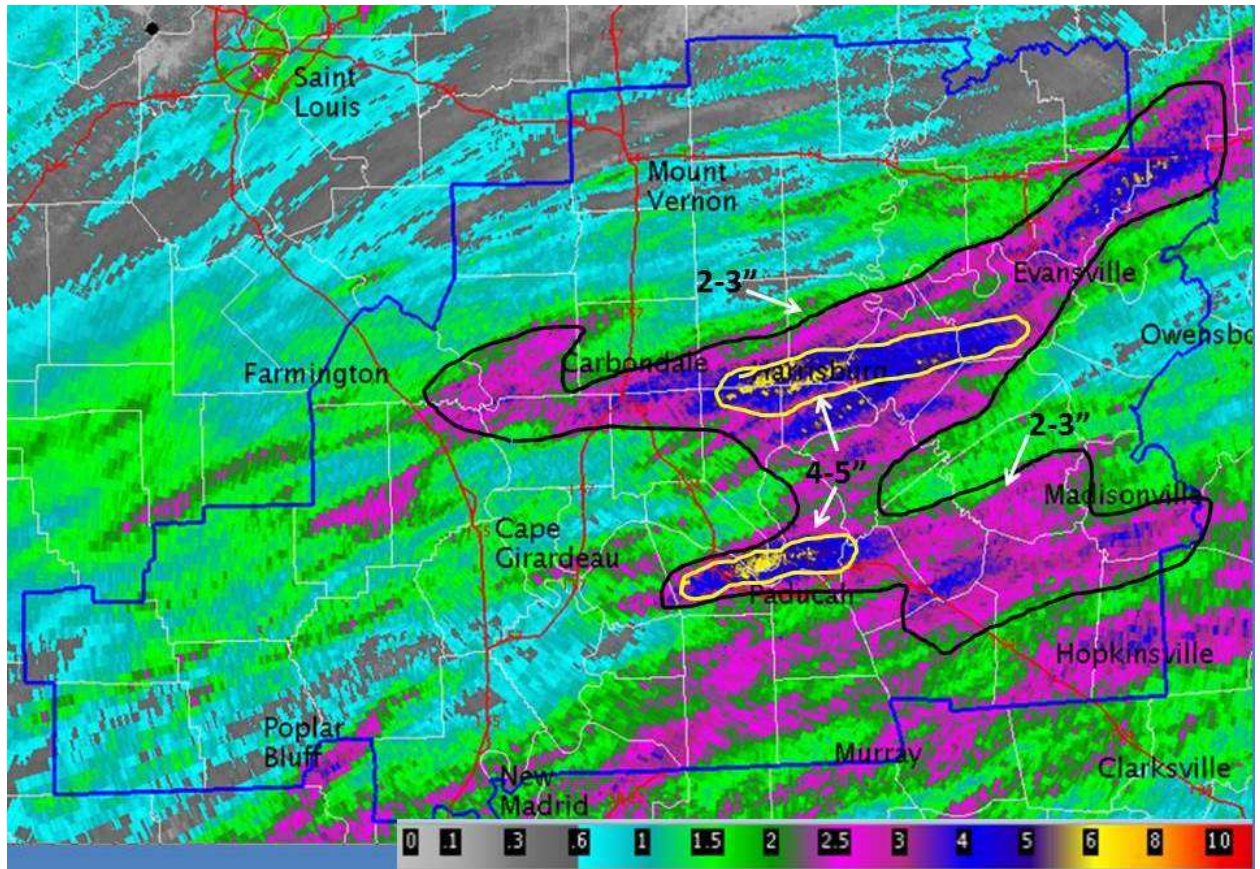 Saint
Louis
Mount
Vernon
2-3”
Evansville
Owensbo
Carbondale
Harrisburg
Farmington
2-3”
4-5”
Madisonville
Cape
Girardeau
Paducah
Hopkinsville
Poplar
Bluff
Murray
New
Madrid
Clarksville
0 .1 .3 .6 1 1.5 2 2.5 3 4 5 6 8 10